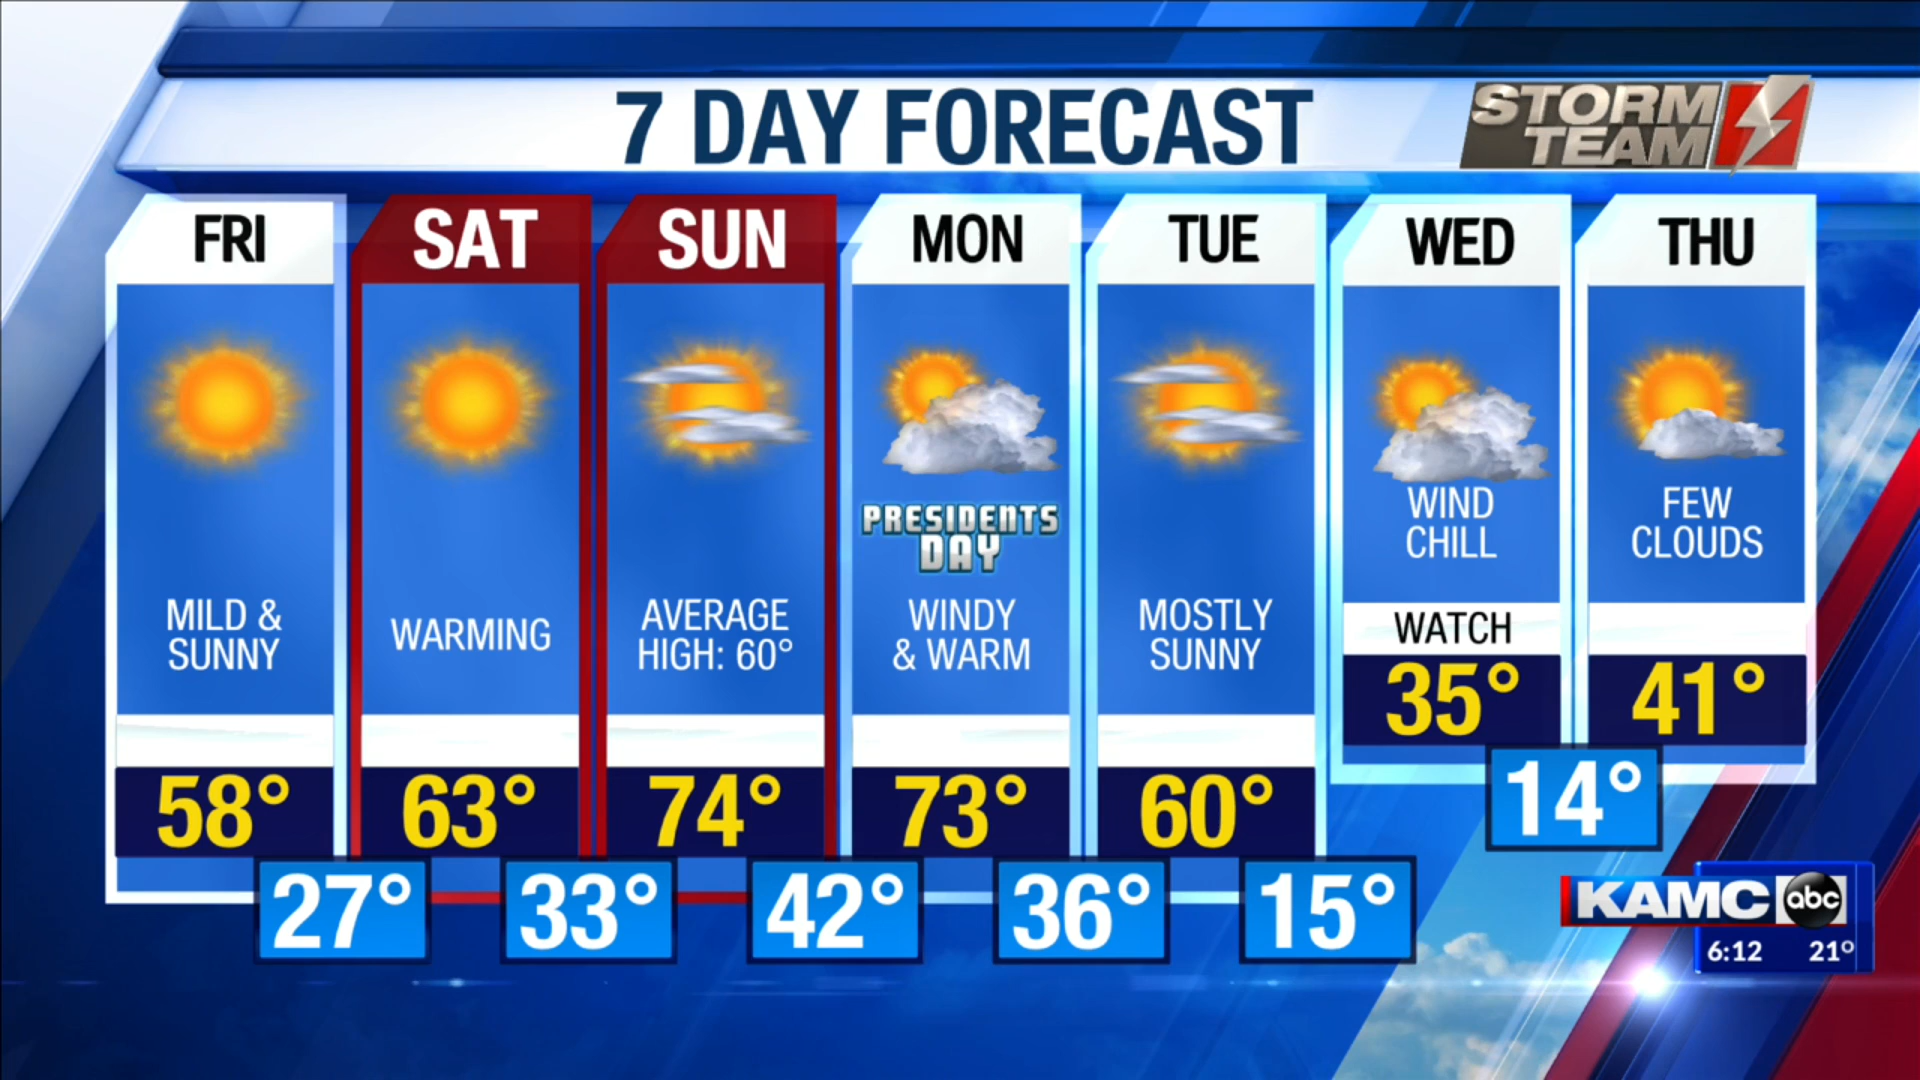 7 DAY FORECAST
STORM
TEAM
FRI
SAT
SUN
MON
TUE
WED
THU
MILD &
SUNNY
WARMING
AVERAGE
HIGH: 60°
PRESIDENTS
DAY
WINDY
& WARM
MOSTLY
SUNNY
WIND
CHILL
WATCH
FEW
CLOUDS
58°
63°
74°
73°
60°
35°
41°
27°
33°
42°
36°
15°
14°
KAMC abc
6:12 21°